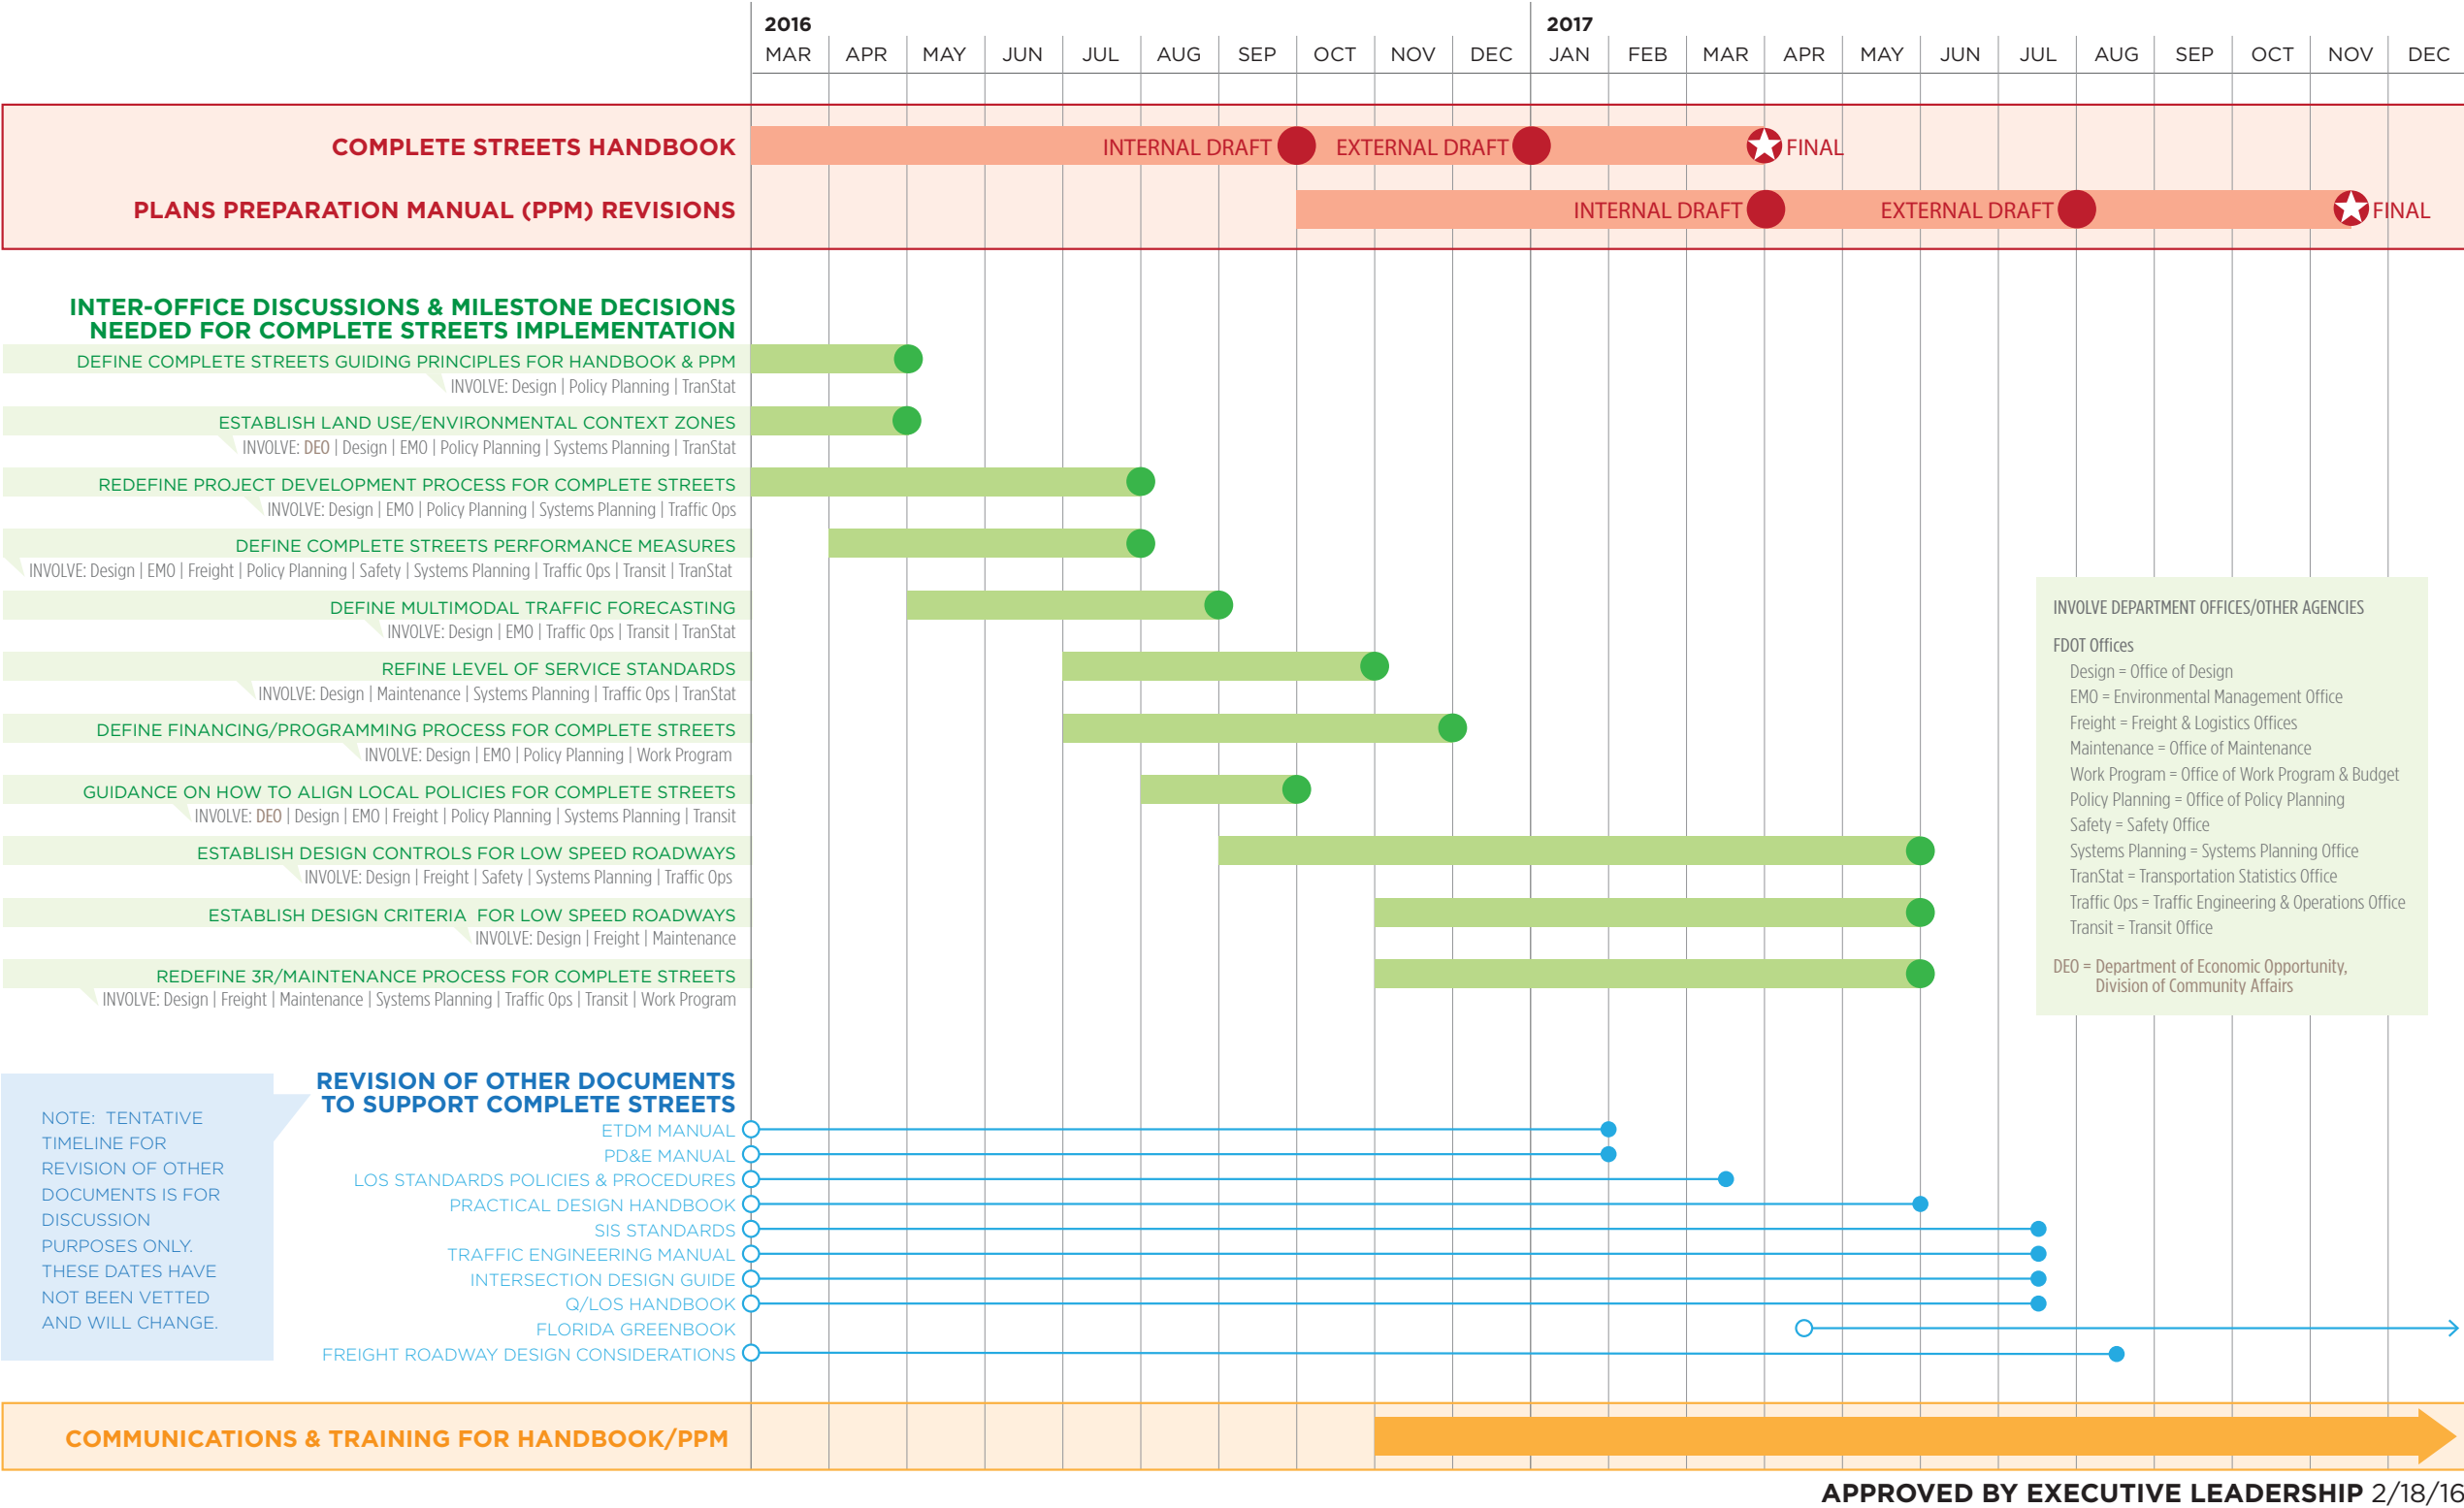 2016 2017
MAR APR MAY JUN JUL AUG SEP OCT NOV DEC JAN FEB MAR APR MAY JUN JUL AUG SEP OCT NOV DEC
COMPLETE STREETS HANDBOOK INTERNAL DRAFT EXTERNAL DRAFT FINAL
PLANS PREPARATION MANUAL (PPM) REVISIONS INTERNAL DRAFT EXTERNAL DRAFT FINAL
INTER-OFFICE DISCUSSIONS & MILESTONE DECISIONS
NEEDED FOR COMPLETE STREETS IMPLEMENTATION
DEFINE COMPLETE STREETS GUIDING PRINCIPLES FOR HANDBOOK & PPM
INVOLVE: Design | Policy Planning | TranStat
ESTABLISH LAND USE/ENVIRONMENTAL CONTEXT ZONES
INVOLVE: DEO | Design | EMO | Policy Planning | Systems Planning | TranStat
REDEFINE PROJECT DEVELOPMENT PROCESS FOR COMPLETE STREETS
INVOLVE: Design | EMO | Policy Planning | Systems Planning | Traffic Ops
DEFINE COMPLETE STREETS PERFORMANCE MEASURES
INVOLVE: Design | EMO | Freight | Policy Planning | Safety | Systems Planning | Traffic Ops | Transit | TranStat
DEFINE MULTIMODAL TRAFFIC FORECASTING
INVOLVE: Design | EMO | Traffic Ops | Transit | TranStat
REFINE LEVEL OF SERVICE STANDARDS
INVOLVE: Design | Maintenance | Systems Planning | Traffic Ops | TranStat
DEFINE FINANCING/PROGRAMMING PROCESS FOR COMPLETE STREETS
INVOLVE: Design | EMO | Policy Planning | Work Program
GUIDANCE ON HOW TO ALIGN LOCAL POLICIES FOR COMPLETE STREETS
INVOLVE: DEO | Design | EMO | Freight | Policy Planning | Systems Planning | Transit
ESTABLISH DESIGN CONTROLS FOR LOW SPEED ROADWAYS
INVOLVE: Design | Freight | Safety | Systems Planning | Traffic Ops
ESTABLISH DESIGN CRITERIA FOR LOW SPEED ROADWAYS
INVOLVE: Design | Freight | Maintenance
REDEFINE 3R/MAINTENANCE PROCESS FOR COMPLETE STREETS
INVOLVE: Design | Freight | Maintenance | Systems Planning | Traffic Ops | Transit | Work Program
INVOLVE DEPARTMENT OFFICES/OTHER AGENCIES
FDOT Offices
Design = Office of Design
EMO = Environmental Management Office
Freight = Freight & Logistics Offices
Maintenance = Office of Maintenance
Work Program = Office of Work Program & Budget
Policy Planning = Office of Policy Planning
Safety = Safety Office
Systems Planning = Systems Planning Office
TranStat = Transportation Statistics Office
Traffic Ops = Traffic Engineering & Operations Office
Transit = Transit Office
DEO = Department of Economic Opportunity,
Division of Community Affairs
NOTE: TENTATIVE
TIMELINE FOR
REVISION OF OTHER
DOCUMENTS IS FOR
DISCUSSION
PURPOSES ONLY.
THESE DATES HAVE
NOT BEEN VETTED
AND WILL CHANGE.
REVISION OF OTHER DOCUMENTS
TO SUPPORT COMPLETE STREETS
ETDM MANUAL
PD&E MANUAL
LOS STANDARDS POLICIES & PROCEDURES
PRACTICAL DESIGN HANDBOOK
SIS STANDARDS
TRAFFIC ENGINEERING MANUAL
INTERSECTION DESIGN GUIDE
Q/LOS HANDBOOK
FLORIDA GREENBOOK
FREIGHT ROADWAY DESIGN CONSIDERATIONS
COMMUNICATIONS & TRAINING FOR HANDBOOK/PPM
APPROVED BY EXECUTIVE LEADERSHIP 2/18/16